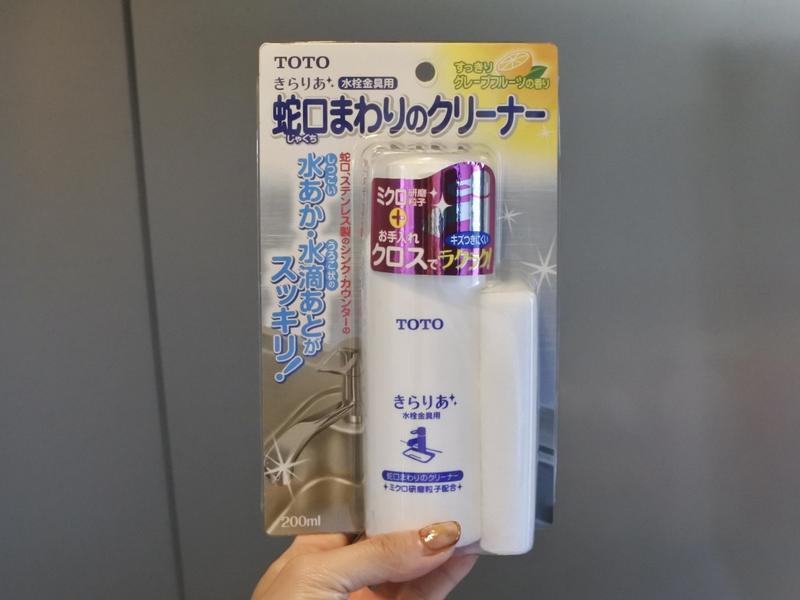 TOTO
きらりあ 水栓金具用
すっきり
グレープフルーツの香り
蛇口まわりのクリーナー
じゃぐち
蛇口、ステンレス製のシンク・カウンターの
しつこい
水あか・
うろこ状の
水滴あとが
スッキリ!
ミクロ研磨粒子
+
お手入れ
クロスで
キズつきにくい
ラクラク!
TOTO
きらりあ
水栓金具用
蛇口まわりのクリーナー
ミクロ研磨粒子配合
200ml